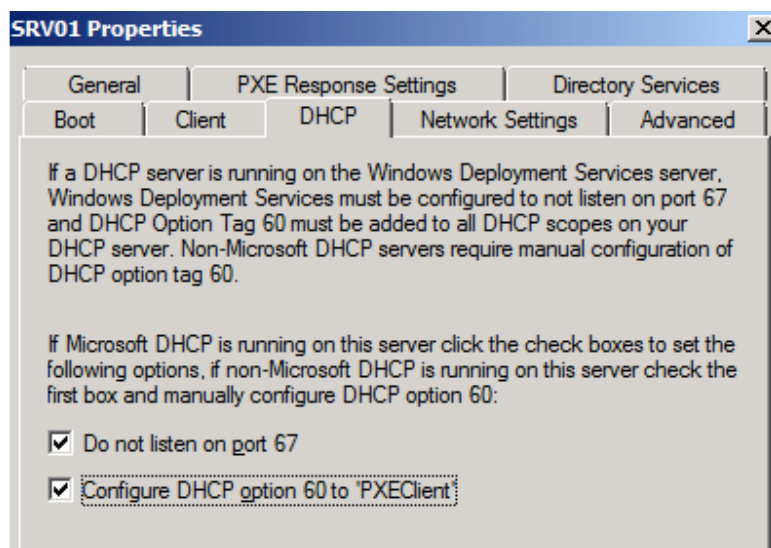 SRV01 Properties
General PXE Response Settings Directory Services
Boot Client DHCP Network Settings Advanced
If a DHCP server is running on the Windows Deployment Services server,
Windows Deployment Services must be configured to not listen on port 67
and DHCP Option Tag 60 must be added to all DHCP scopes on your
DHCP server. Non-Microsoft DHCP servers require manual configuration of
DHCP option tag 60.
If Microsoft DHCP is running on this server click the check boxes to set the
following options, if non-Microsoft DHCP is running on this server check the
first box and manually configure DHCP option 60:
Do not listen on port 67
Configure DHCP option 60 to 'PXEClient'